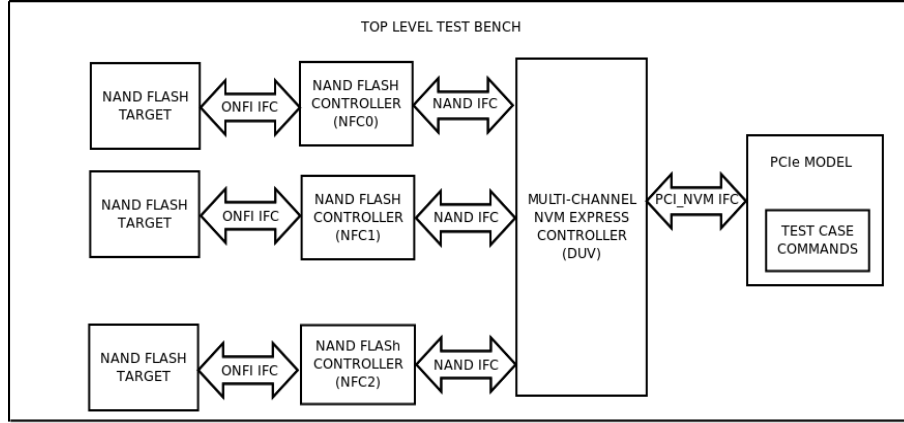 TOP LEVEL TEST BENCH
NAND FLASH
TARGET
ONFI IFC
NAND FLASH
CONTROLLER
(NFC0)
NAND IFC
NAND FLASH
TARGET
ONFI IFC
NAND FLASH
CONTROLLER
(NFC1)
NAND IFC
NAND FLASH
TARGET
ONFI IFC
NAND FLASh
CONTROLLER
(NFC2)
NAND IFC
MULTI-CHANNEL
NVM EXPRESS
CONTROLLER
(DUV)
PCI_NVM IFC
PCIe MODEL
TEST CASE
COMMANDS